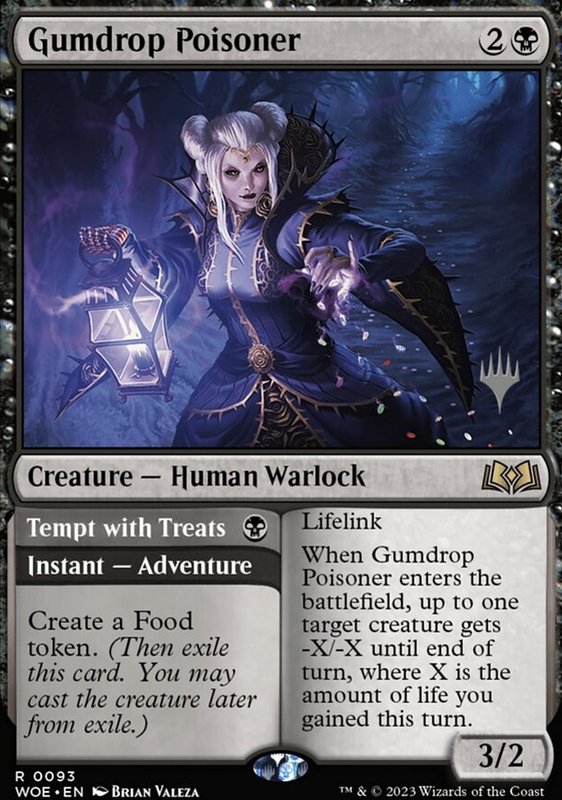 Gumdrop Poisoner 2
Creature — Human Warlock
Tempt with Treats
Instant — Adventure
Create a Food
token. (Then exile
this card. You may
cast the creature later
from exile.)
Lifelink
When Gumdrop
Poisoner enters the
battlefield, up to one
target creature gets
-X/-X until end of
turn, where X is the
amount of life you
gained this turn.
3/2
R 0093
WOE • EN Brian Valeza
™ & © 2023 Wizards of the Coast